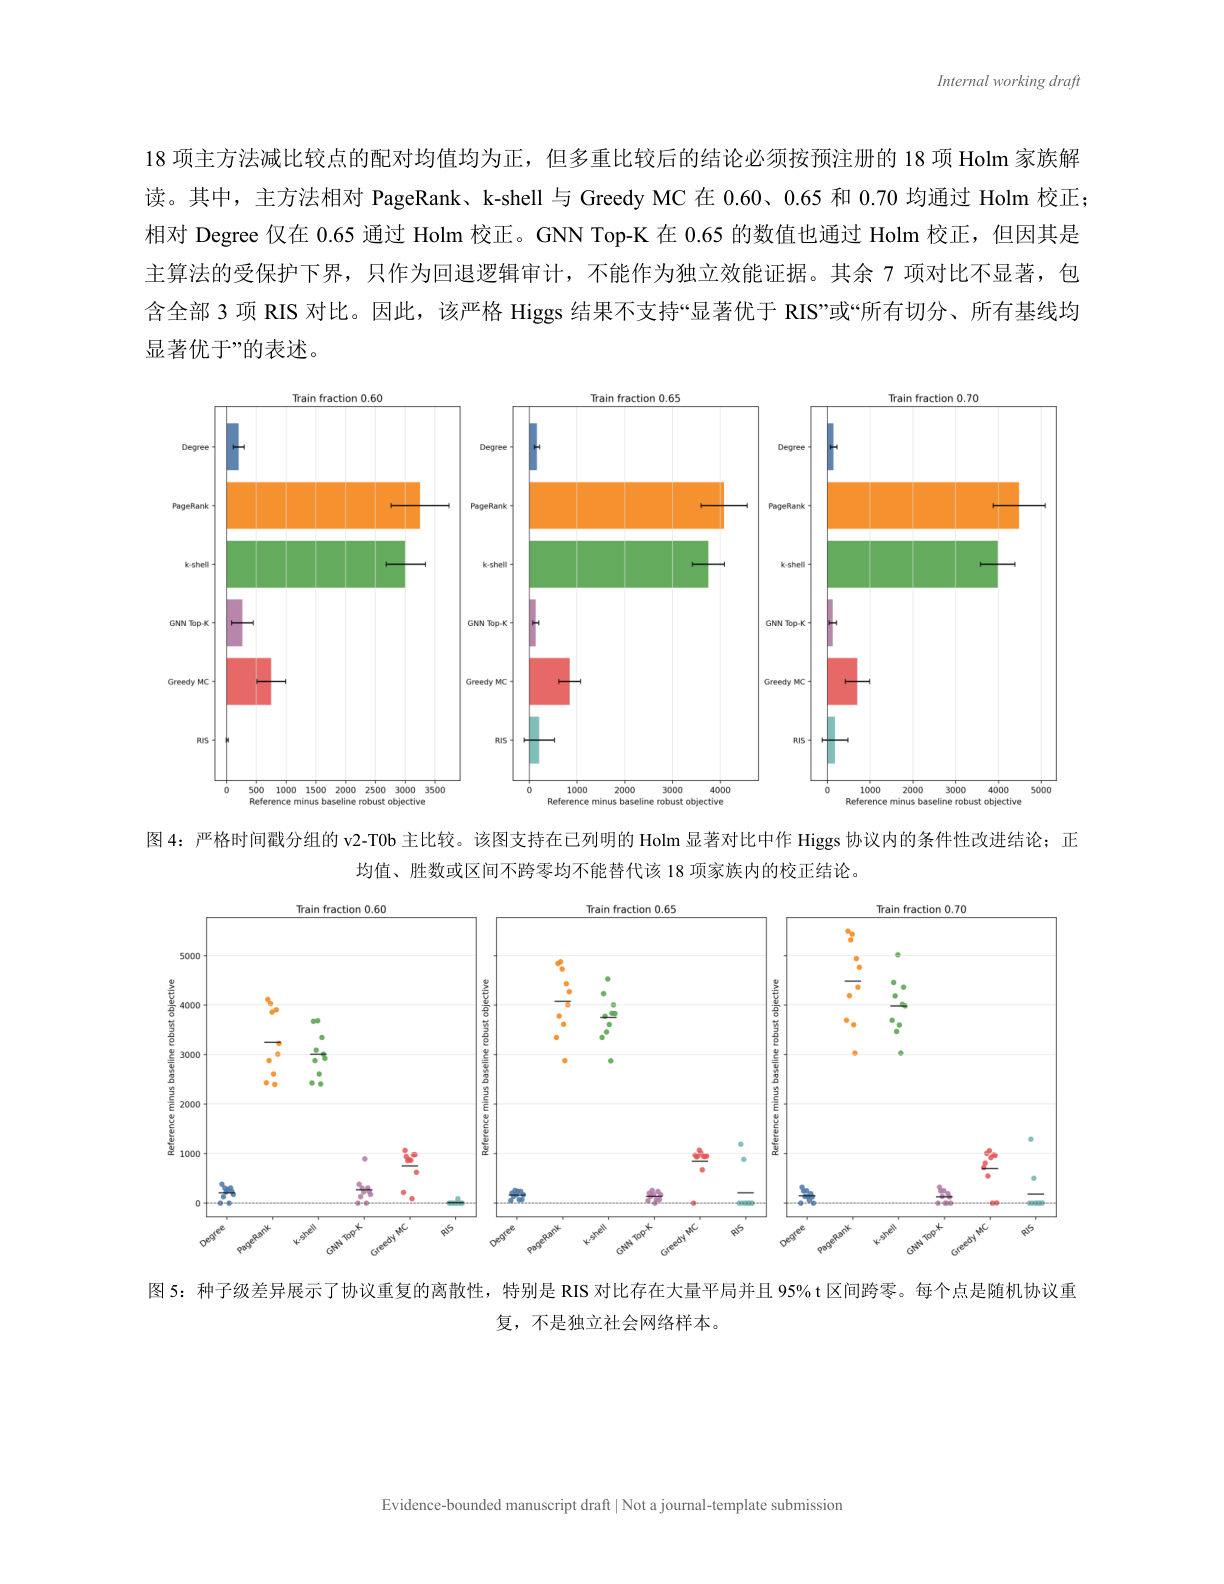 Internal working draft
18 项主方法减比较点的配对均值均为正，但多重比较后的结论必须按预注册的 18 项 Holm 家族解
读。其中，主方法相对 PageRank、k-shell 与 Greedy MC 在 0.60、0.65 和 0.70 均通过 Holm 校正；
相对 Degree 仅在 0.65 通过 Holm 校正。GNN Top-K 在 0.65 的数值也通过 Holm 校正，但因其是
主算法的受保护下界，只作为回退逻辑审计，不能作为独立效能证据。其余 7 项对比不显著，包
含全部 3 项 RIS 对比。因此，该严格 Higgs 结果不支持“显著优于 RIS”或“所有切分、所有基线均
显著优于”的表述。
Train fraction 0.60
Degree
PageRank
k-shell
GNN Top-K
Greedy MC
RIS
0 500 1000 1500 2000 2500 3000 3500
Reference minus baseline robust objective
Train fraction 0.65
Degree
PageRank
k-shell
GNN Top-K
Greedy MC
RIS
0 1000 2000 3000 4000
Reference minus baseline robust objective
Train fraction 0.70
Degree
PageRank
k-shell
GNN Top-K
Greedy MC
RIS
0 1000 2000 3000 4000 5000
Reference minus baseline robust objective
图 4：严格时间戳分组的 v2-T0b 主比较。该图支持在已列明的 Holm 显著对比中作 Higgs 协议内的条件性改进结论；正
均值、胜数或区间不跨零均不能替代该 18 项家族内的校正结论。
Train fraction 0.60
Reference minus baseline robust objective
5000
4000
3000
2000
1000
0
Degree
PageRank
k-shell
GNN Top-K
Greedy MC
RIS
Train fraction 0.65
Reference minus baseline robust objective
Degree
PageRank
k-shell
GNN Top-K
Greedy MC
RIS
Train fraction 0.70
Reference minus baseline robust objective
Degree
PageRank
k-shell
GNN Top-K
Greedy MC
RIS
图 5：种子级差异展示了协议重复的离散性，特别是 RIS 对比存在大量平局并且 95% t 区间跨零。每个点是随机协议重
复，不是独立社会网络样本。
Evidence-bounded manuscript draft | Not a journal-template submission